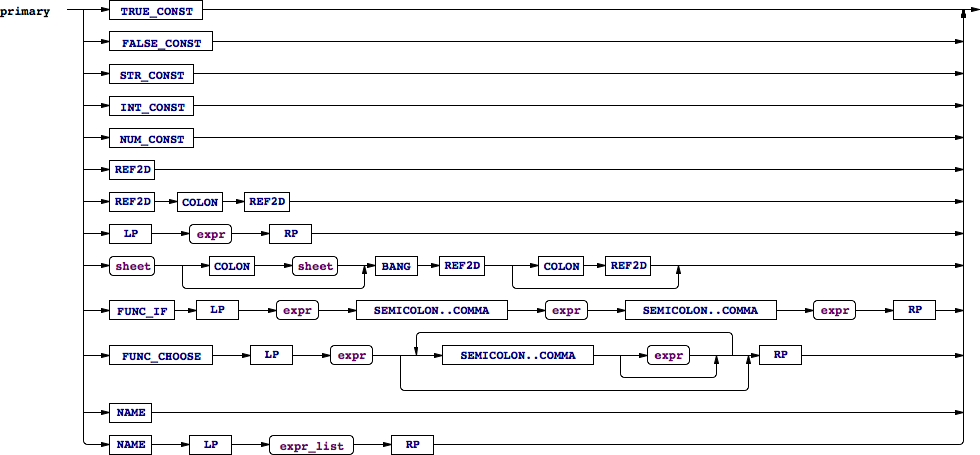 primary TRUE_CONST
FALSE_CONST
STR_CONST
INT_CONST
NUM_CONST
REF2D
REF2D COLON REF2D
LP expr RP
sheet COLON sheet BANG REF2D COLON REF2D
FUNC_IF LP expr SEMICOLON..COMMA expr SEMICOLON..COMMA expr RP
FUNC_CHOOSE LP expr SEMICOLON..COMMA expr RP
NAME
NAME LP expr_list RP